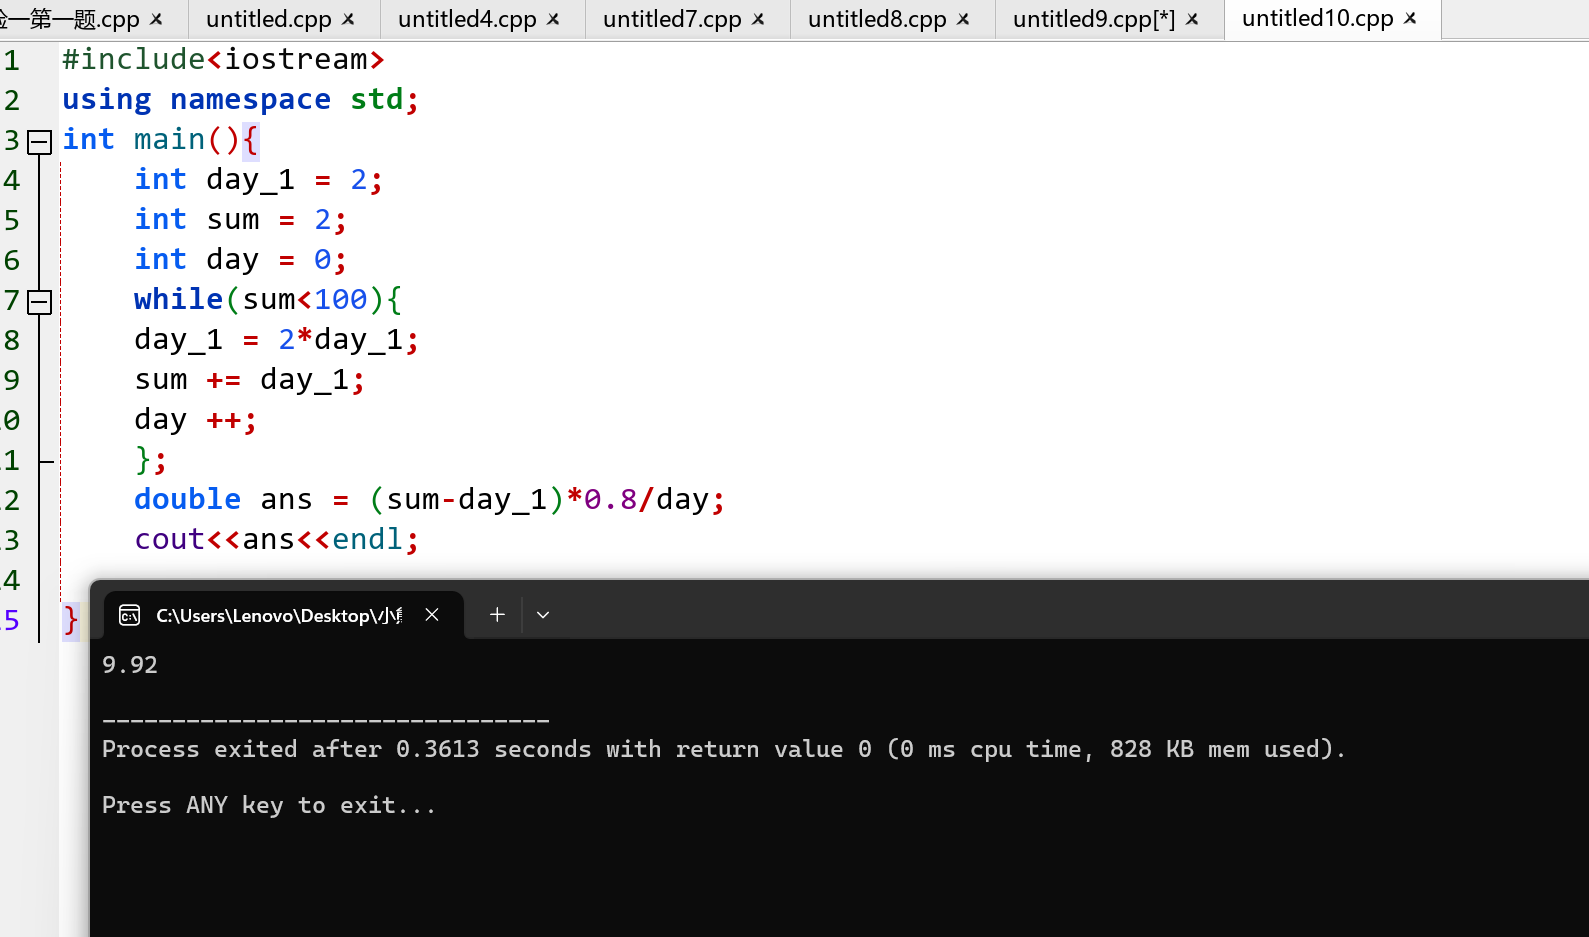 第一题.cpp untitled.cpp untitled4.cpp untitled7.cpp untitled8.cpp untitled9.cpp[*] untitled10.cpp
1 #include<iostream>
2 using namespace std;
3 int main(){
4 int day_1 = 2;
5 int sum = 2;
6 int day = 0;
7 while(sum<100){
8 day_1 = 2*day_1;
9 sum += day_1;
0 day ++;
1 };
2 double ans = (sum-day_1)*0.8/day;
3 cout<<ans<<endl;
4
5 }
C:\Users\Lenovo\Desktop\小
9.92
--------------------------------
Process exited after 0.3613 seconds with return value 0 (0 ms cpu time, 828 KB mem used).
Press ANY key to exit...